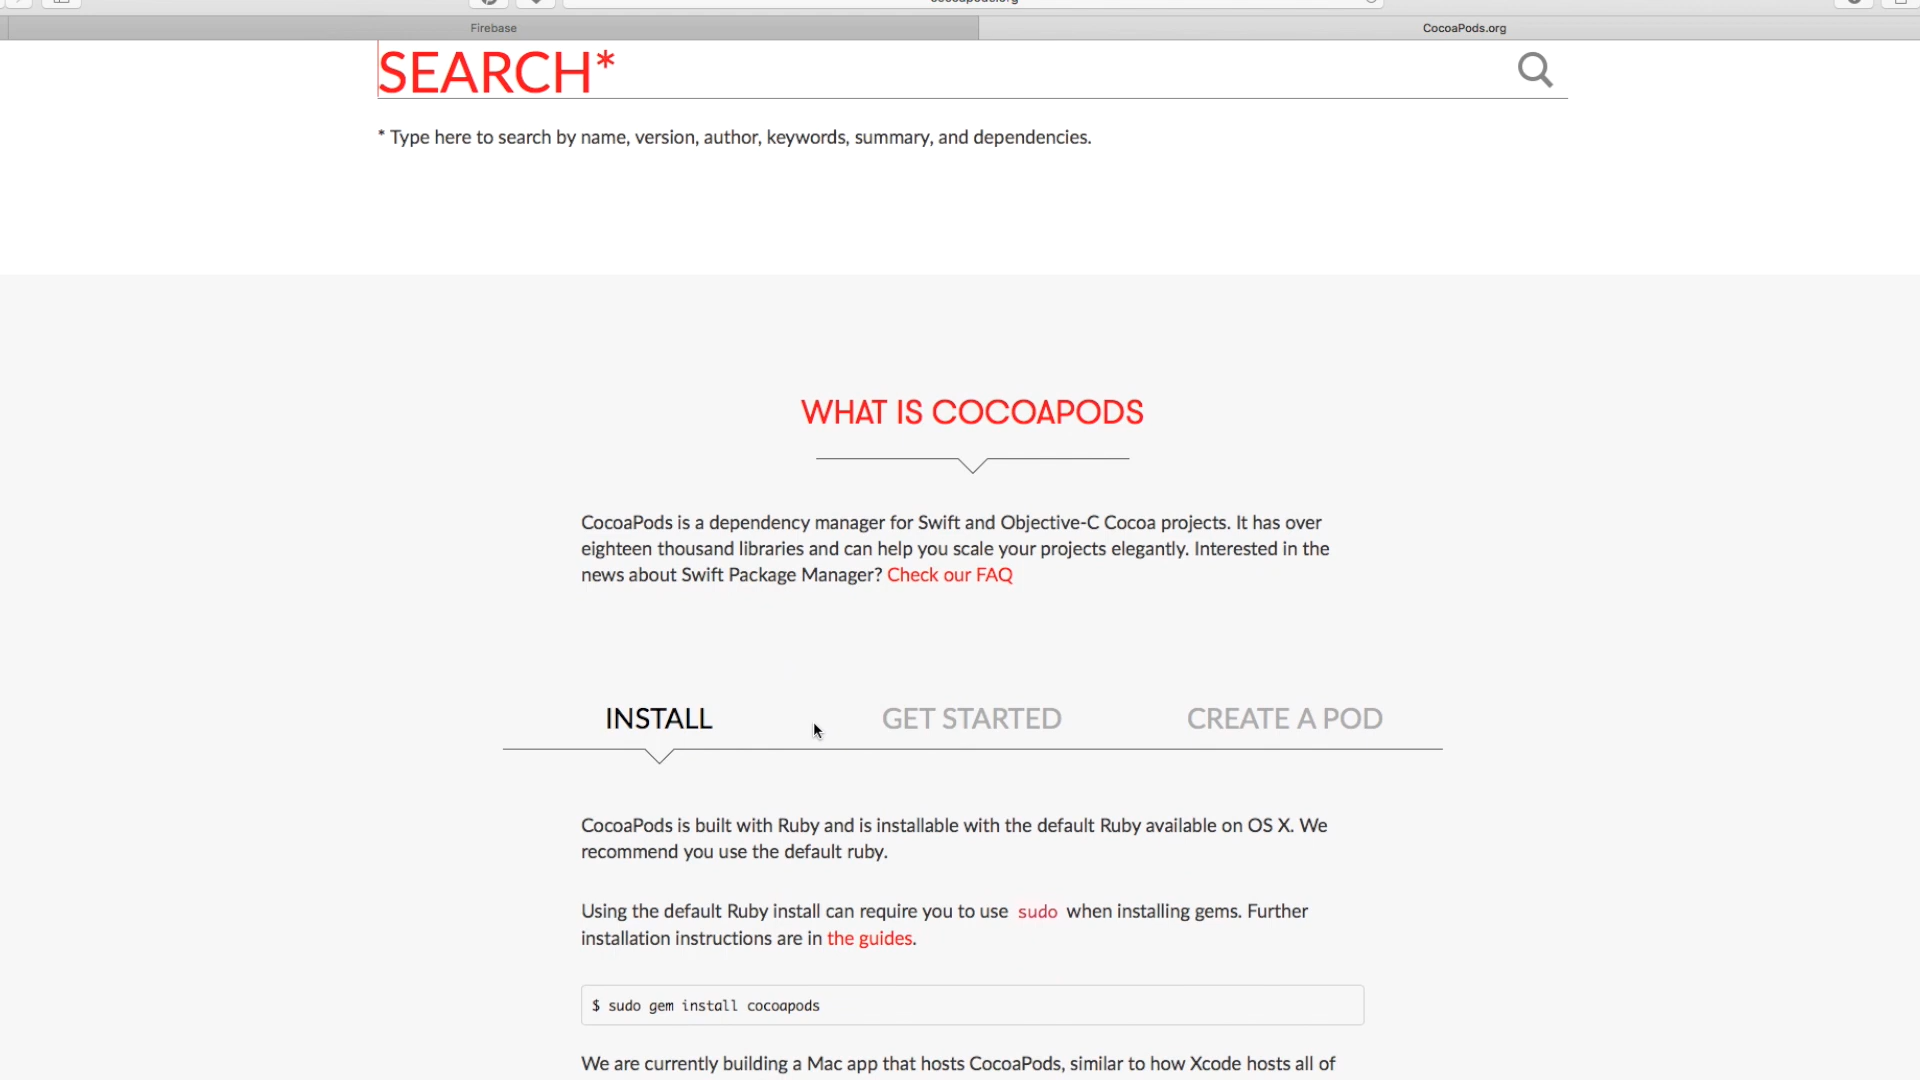 Firebase
CocoaPods.org
SEARCH*
* Type here to search by name, version, author, keywords, summary, and dependencies.
WHAT IS COCOAPODS
CocoaPods is a dependency manager for Swift and Objective-C Cocoa projects. It has over
eighteen thousand libraries and can help you scale your projects elegantly. Interested in the
news about Swift Package Manager? Check our FAQ
INSTALL
GET STARTED
CREATE A POD
CocoaPods is built with Ruby and is installable with the default Ruby available on OS X. We
recommend you use the default ruby.
Using the default Ruby install can require you to use sudo when installing gems. Further
installation instructions are in the guides.
$ sudo gem install cocoapods
We are currently building a Mac app that hosts CocoaPods, similar to how Xcode hosts all of